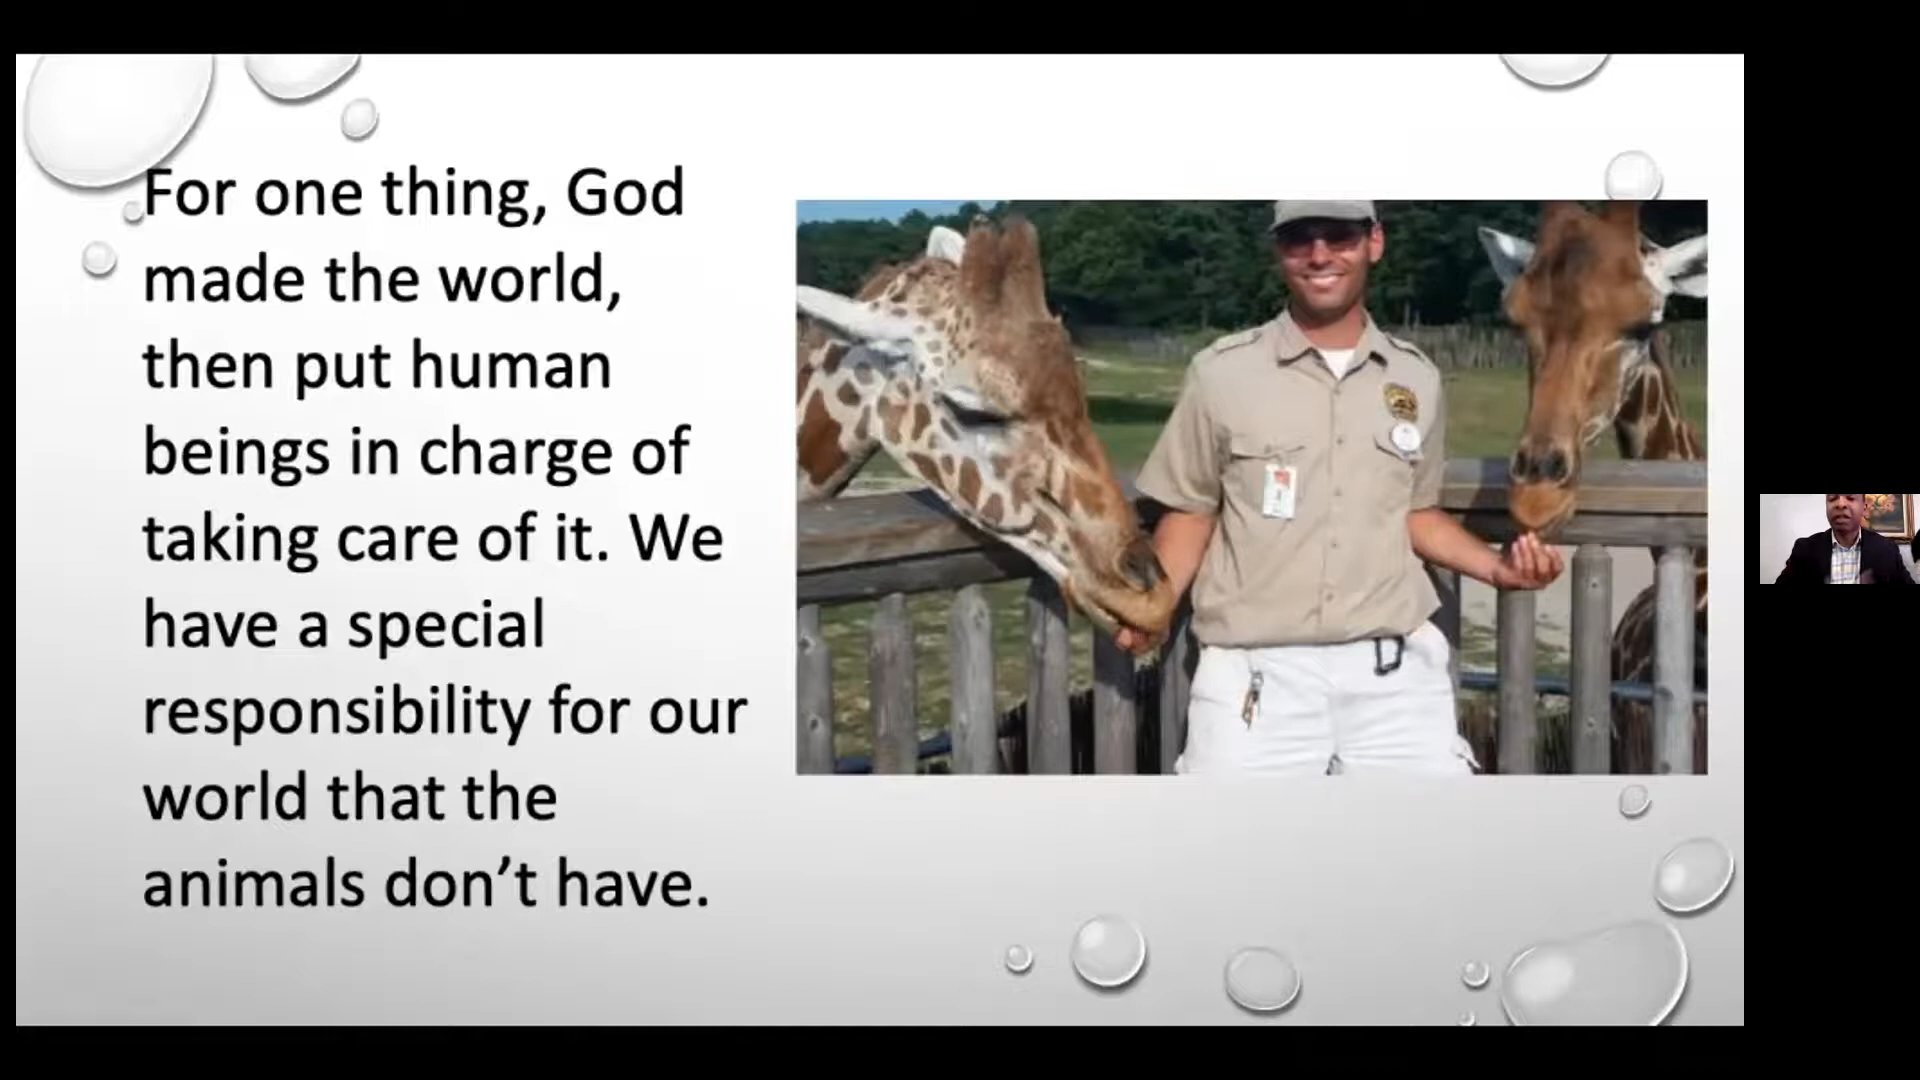 For one thing, God
made the world,
then put human
beings in charge of
taking care of it. We
have a special
responsibility for our
world that the
animals don’t have.